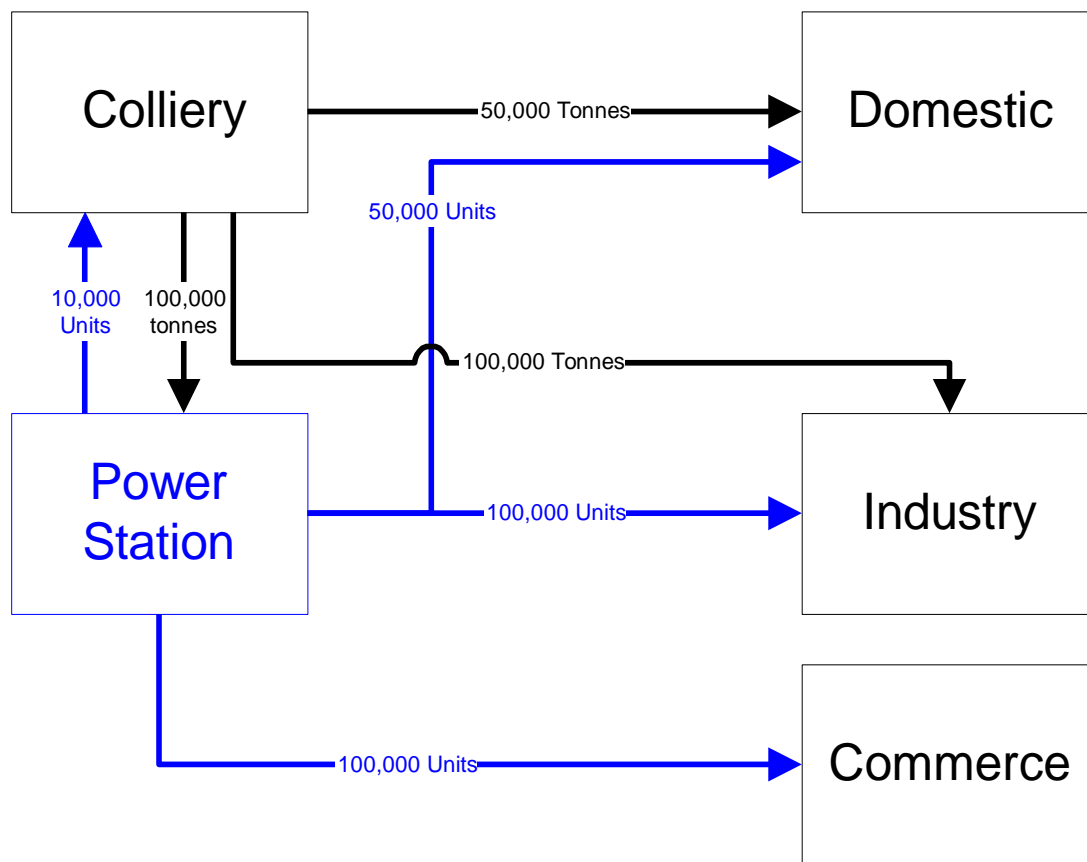 Colliery
50,000 Tonnes
Domestic
50,000 Units
10,000
Units
100,000
tonnes
100,000 Tonnes
Power
Station
100,000 Units
Industry
100,000 Units
Commerce